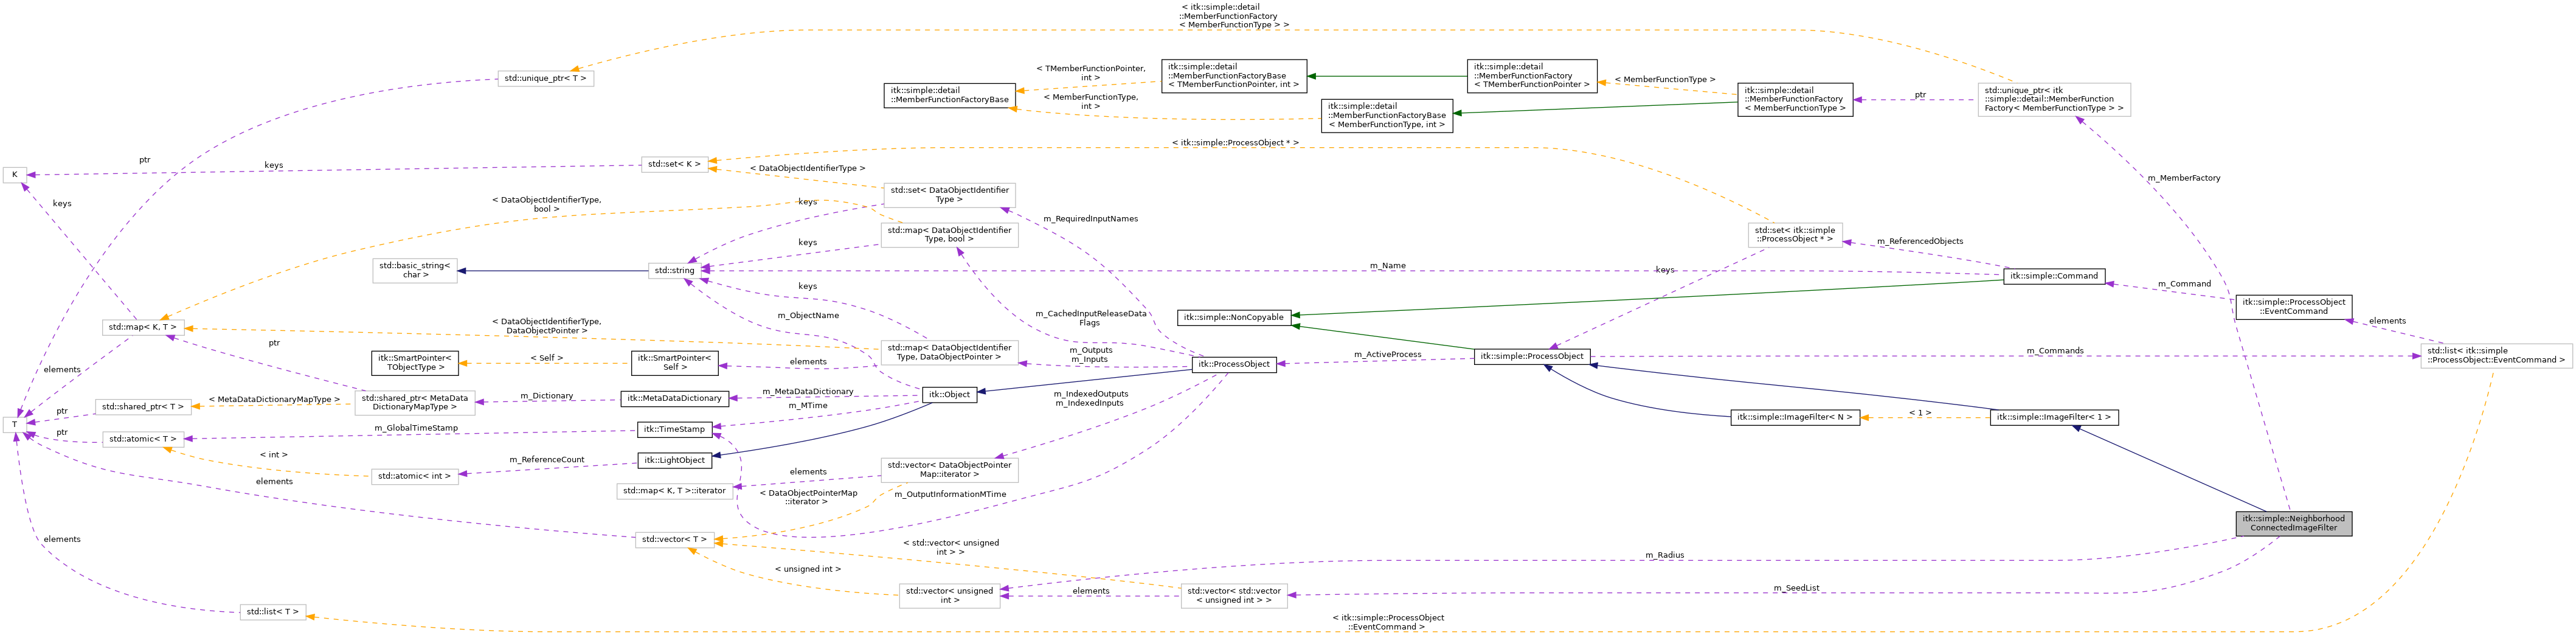 < itk::simple::detail
::MemberFunctionFactory
< MemberFunctionType > >
std::unique_ptr< T >
itk::simple::detail
::MemberFunctionFactoryBase
< TMemberFunctionPointer,
int >
< MemberFunctionType,
int >
itk::simple::detail
::MemberFunctionFactoryBase
< TMemberFunctionPointer, int >
itk::simple::detail
::MemberFunctionFactoryBase
< MemberFunctionType, int >
itk::simple::detail
::MemberFunctionFactory
< TMemberFunctionPointer >
< MemberFunctionType >
itk::simple::detail
::MemberFunctionFactory
< MemberFunctionType >
ptr
std::unique_ptr< itk
::simple::detail::MemberFunction
Factory< MemberFunctionType > >
ptr
K
keys
std::set< K >
< itk::simple::ProcessObject * >
< DataObjectIdentifierType >
std::set< DataObjectIdentifier
Type >
m_MemberFactory
keys
< DataObjectIdentifierType,
bool >
keys
m_RequiredInputNames
std::map< DataObjectIdentifier
Type, bool >
keys
std::set< itk::simple
::ProcessObject * >
m_ReferencedObjects
std::basic_string<
char >
std::string
m_Name
keys
itk::simple::Command
m_Command
keys
m_ObjectName
m_CachedInputReleaseData
Flags
itk::simple::NonCopyable
itk::simple::ProcessObject
::EventCommand
elements
std::map< K, T >
< DataObjectIdentifierType,
DataObjectPointer >
ptr
itk::SmartPointer<
TObjectType >
< Self >
itk::SmartPointer<
Self >
elements
std::map< DataObjectIdentifier
Type, DataObjectPointer >
m_Outputs
m_Inputs
itk::ProcessObject
m_ActiveProcess
itk::simple::ProcessObject
m_Commands
std::list< itk::simple
::ProcessObject::EventCommand >
elements
std::shared_ptr< T >
< MetaDataDictionaryMapType >
std::shared_ptr< MetaData
DictionaryMapType >
m_Dictionary
itk::MetaDataDictionary
m_MetaDataDictionary
m_MTime
itk::Object
m_IndexedOutputs
m_IndexedInputs
itk::simple::ImageFilter< N >
< 1 >
itk::simple::ImageFilter< 1 >
ptr
T
ptr
std::atomic< T >
m_GlobalTimeStamp
itk::TimeStamp
< int >
std::atomic< int >
m_ReferenceCount
itk::LightObject
elements
std::map< K, T >::iterator
elements
std::vector< DataObjectPointer
Map::iterator >
< DataObjectPointerMap
::iterator >
m_OutputInformationMTime
itk::simple::Neighborhood
ConnectedImageFilter
elements
std::vector< T >
< std::vector< unsigned
int > >
m_Radius
< unsigned int >
std::vector< unsigned
int >
elements
std::vector< std::vector
< unsigned int > >
m_SeedList
std::list< T >
< itk::simple::ProcessObject
::EventCommand >